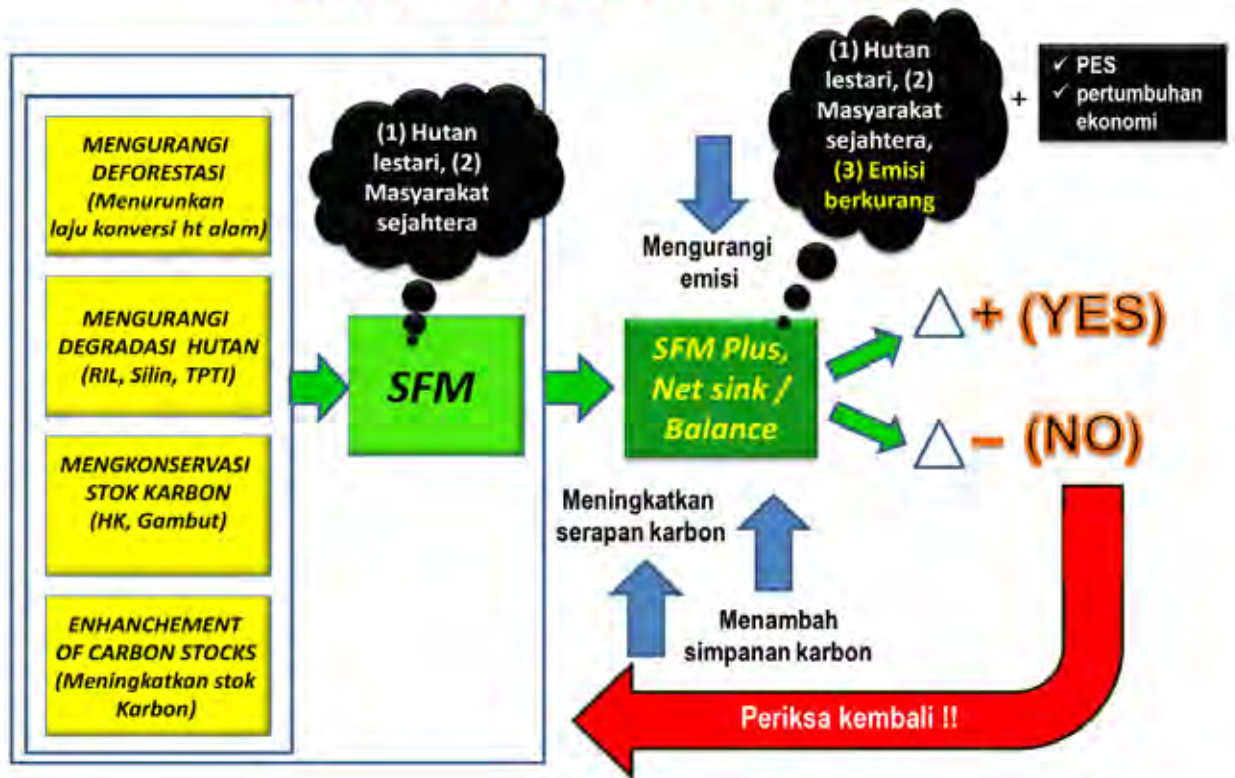 MENGURANGI
DEFORESTASI
(Menurunkan
laju konversi ht alam)
MENGURANGI
DEGRADASI HUTAN
(RIL, Silin, TPTI)
MENGKONSERVASI
STOK KARBON
(HK, Gambut)
ENHANCHEMENT
OF CARBON STOCKS
(Meningkatkan stok
Karbon)
(1) Hutan
lestari, (2)
Masyarakat
sejahtera
SFM
(1) Hutan
lestari, (2)
Masyarakat
sejahtera,
(3) Emisi
berkurang
+
✓ PES
✓ pertumbuhan
ekonomi
Mengurangi
emisi
SFM Plus,
Net sink /
Balance
△ + (YES)
△ − (NO)
Meningkatkan
serapan karbon
Menambah
simpanan karbon
Periksa kembali !!